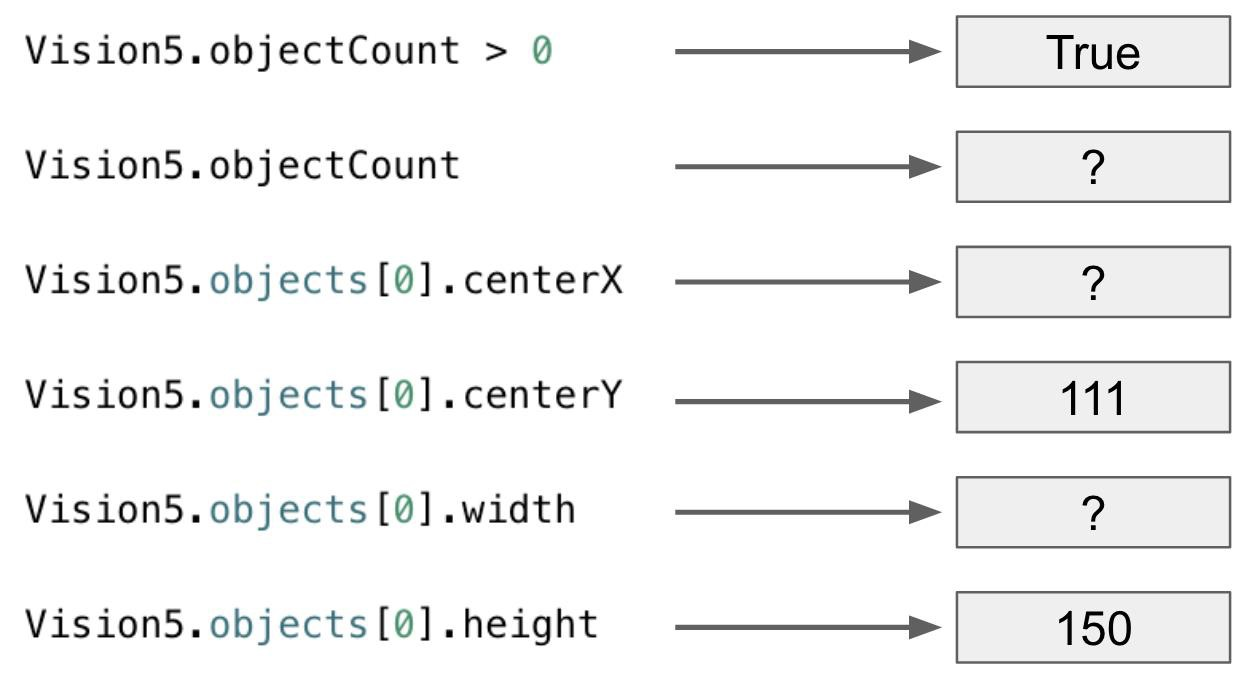 Vision5.objectCount > 0 True
Vision5.objectCount ?
Vision5.objects[0].centerX ?
Vision5.objects[0].centerY 111
Vision5.objects[0].width ?
Vision5.objects[0].height 150